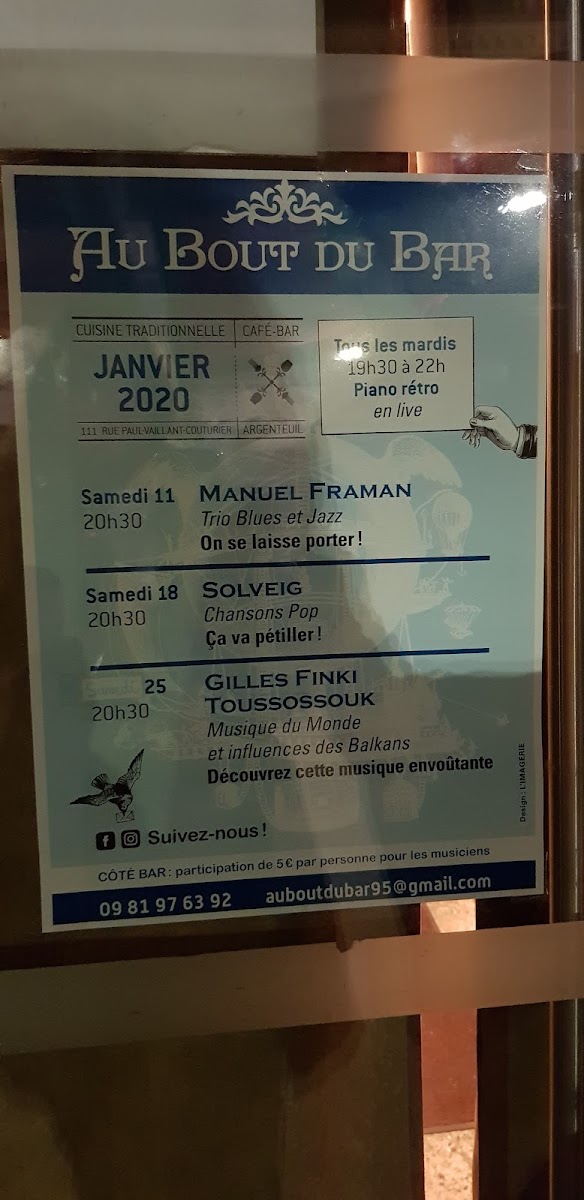 AU BOUT DU BAR
CUISINE TRADITIONNELLE CAFÉ-BAR
JANVIER
2020
111 RUE PAUL-VAILLANT-COUTURIER ARGENTEUIL
Tous les mardis
19h30 à 22h
Piano rétro
en live
Samedi 11 MANUEL FRAMAN
20h30 Trio Blues et Jazz
On se laisse porter !
Samedi 18 SOLVEIG
20h30 Chansons Pop
Ça va pétiller !
Samedi 25 GILLES FINKI
TOUSSOSSOUK
20h30 Musique du Monde
et influences des Balkans
Découvrez cette musique envoûtante
Suivez-nous !
Design : L'IMAGERIE
CÔTÉ BAR : participation de 5 € par personne pour les musiciens
09 81 97 63 92 auboutdubar95@gmail.com